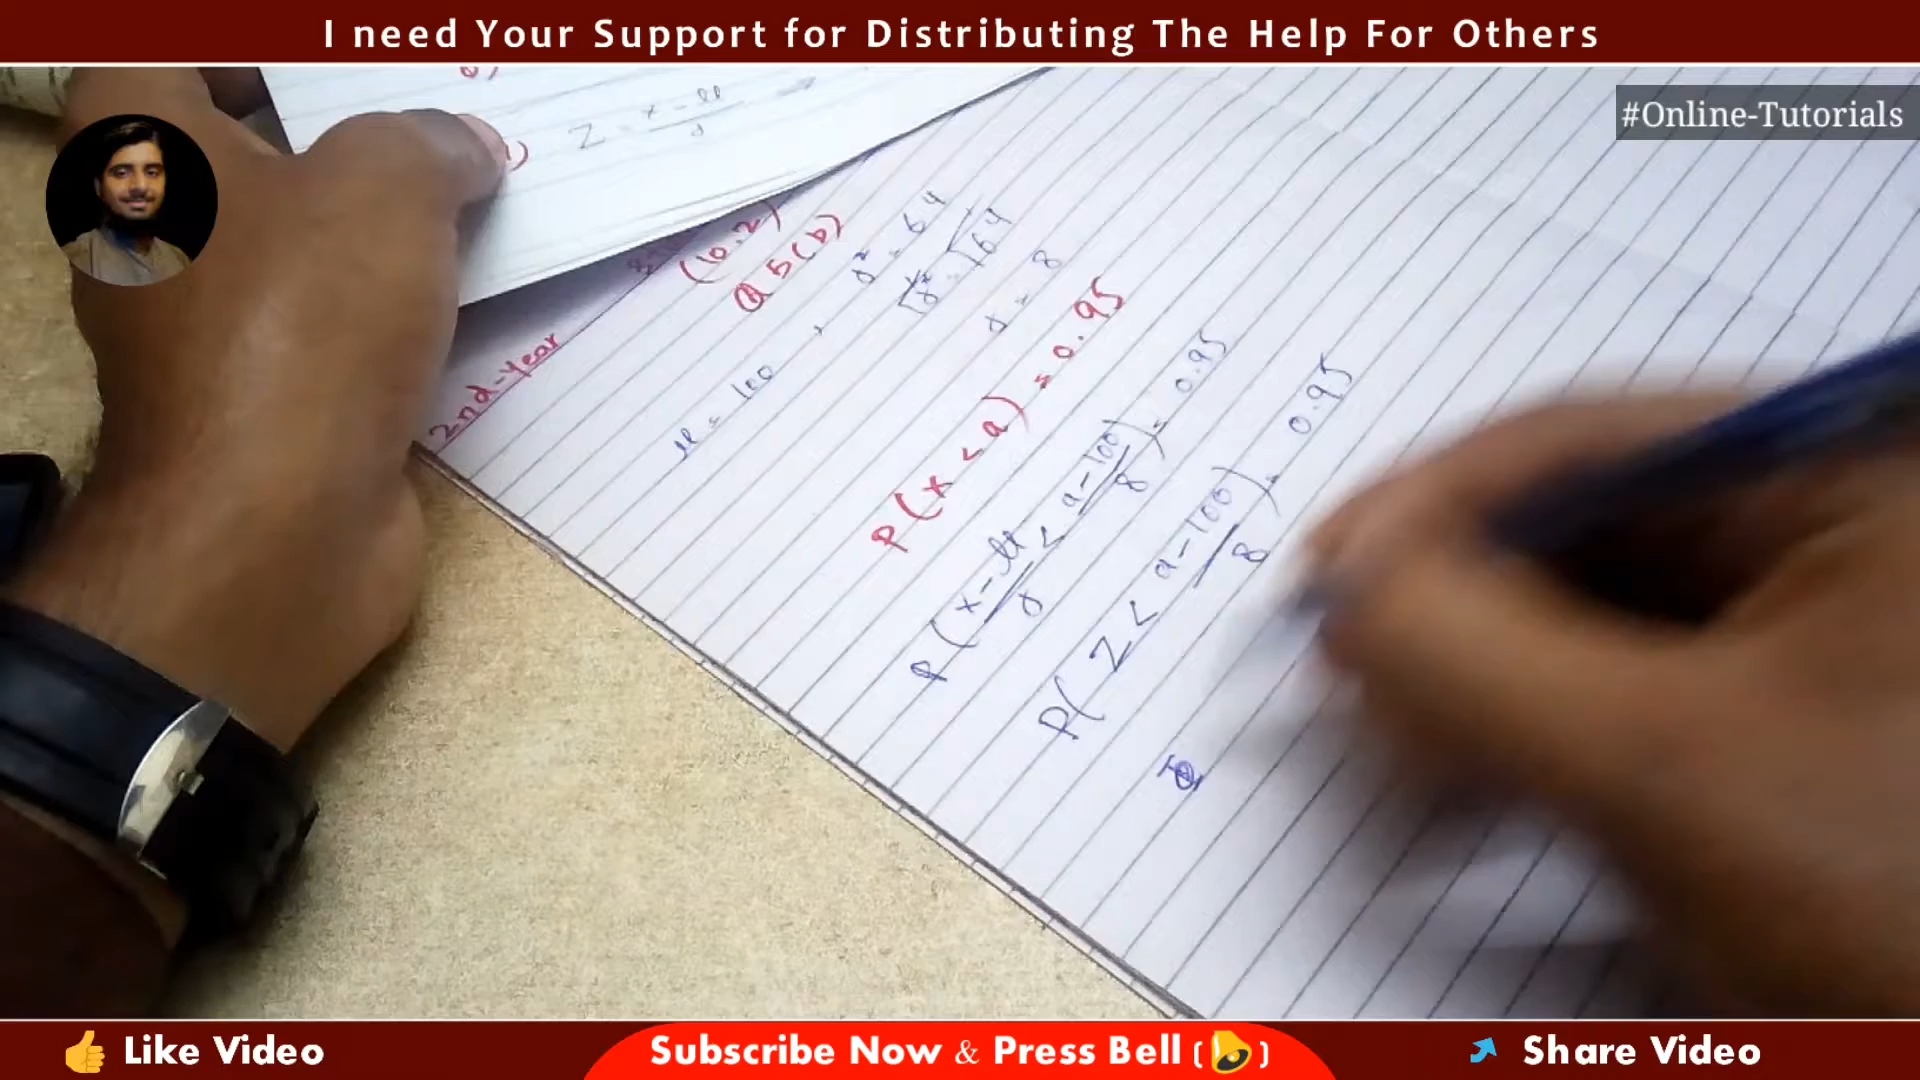 I need Your Support for Distributing The Help For Others
#Online-Tutorials
Z = x - μ / σ
2nd-year
(10.2)
Q 5 (b)
μ = 100 , σ² = 64
√σ² = √64
σ = 8
P(x < a) = 0.95
P(x - μ / σ < a - 100 / 8) = 0.95
P(Z < a - 100 / 8) = 0.95
Like Video
Subscribe Now & Press Bell ( )
Share Video